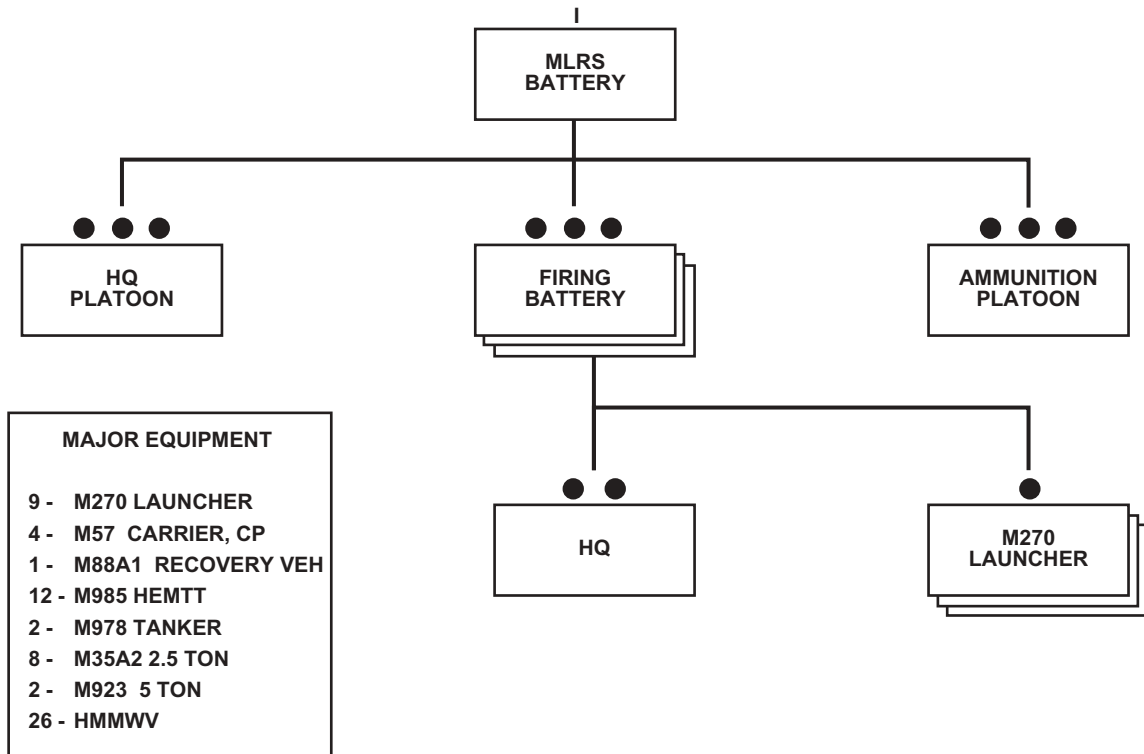 I
MLRS
BATTERY
HQ
PLATOON
FIRING
BATTERY
AMMUNITION
PLATOON
HQ
M270
LAUNCHER
MAJOR EQUIPMENT
9 - M270 LAUNCHER
4 - M57 CARRIER, CP
1 - M88A1 RECOVERY VEH
12 - M985 HEMTT
2 - M978 TANKER
8 - M35A2 2.5 TON
2 - M923 5 TON
26 - HMMWV